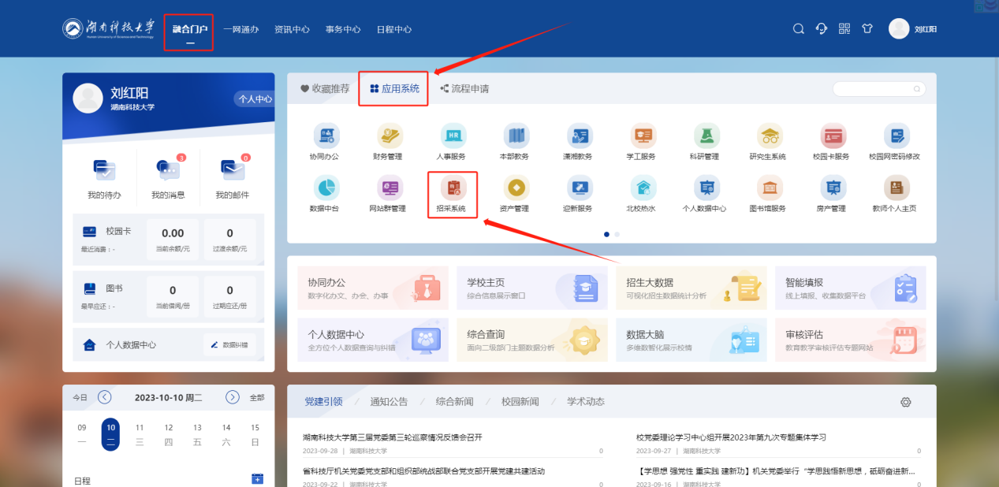 湖南科技大学
Hunan University of Science and Technology
融合门户 一网通办 资讯中心 事务中心 日程中心
刘红阳
刘红阳
湖南科技大学
个人中心
收藏推荐 应用系统 流程申请
协同办公 财务管理 人事服务 本部教务 潇湘教务 学工服务 科研管理 研究生系统 校园卡服务 校园网密码修改
HR
3
0
我的待办 我的消息 我的邮件
数据中台 网站群管理 招采系统 资产管理 迎新服务 北校热水 个人数据中心 图书馆服务 房产管理 教师个人主页
校园卡
最近消费：-
0.00
当前余额/元
0
过渡余额/元
图书
最早应还：-
0
当前借阅/册
0
过期应还/册
个人数据中心
数据纠错
协同办公
数字化办文、办会、办事
学校主页
综合信息展示窗口
招生大数据
可视化招生数据统计分析
智能填报
线上填报、收集数据平台
个人数据中心
全方位个人数据查询与纠错
综合查询
面向二级部门主题数据分析
数据大脑
多维数智化展示校情
审核评估
教育教学审核评估专题网站
今日 2023-10-10 周二 全部
09 10 11 12 13 14 15
一 二 三 四 五 六 日
日程
党建引领 / 通知公告 / 综合新闻 / 校园新闻 / 学术动态
湖南科技大学第三届党委第三轮巡察情况反馈会召开
2023-09-28 | 湖南科技大学 0
校党委理论学习中心组开展2023年第九次专题集体学习
2023-09-27 | 湖南科技大学 0
省科技厅机关党委党支部和组织部统战部联合党支部开展党建共建活动
2023-09-22 | 湖南科技大学 0
【学思想 强党性 重实践 建新功】机关党委举行“学思践悟新思想，砥砺奋进新...
2023-09-16 | 湖南科技大学 0